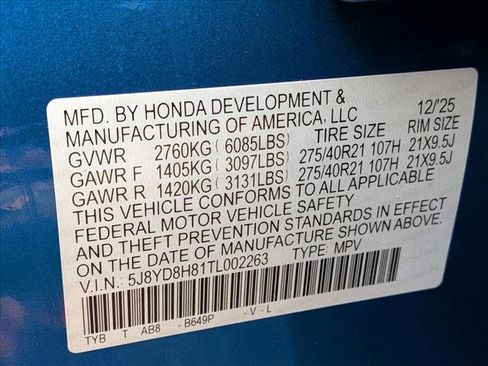 MFD. BY HONDA DEVELOPMENT & 12/'25
MANUFACTURING OF AMERICA, LLC
TIRE SIZE RIM SIZE
GVWR 2760KG (6085LBS)
GAWR F 1405KG (3097LBS) 275/40R21 107H 21X9.5J
GAWR R 1420KG (3131LBS) 275/40R21 107H 21X9.5J
THIS VEHICLE CONFORMS TO ALL APPLICABLE
FEDERAL MOTOR VEHICLE SAFETY
AND THEFT PREVENTION STANDARDS IN EFFECT
ON THE DATE OF MANUFACTURE SHOWN ABOVE.
V.I.N.: 5J8YD8H81TL002263 TYPE: MPV
TYB T AB8 - B649P - V - L